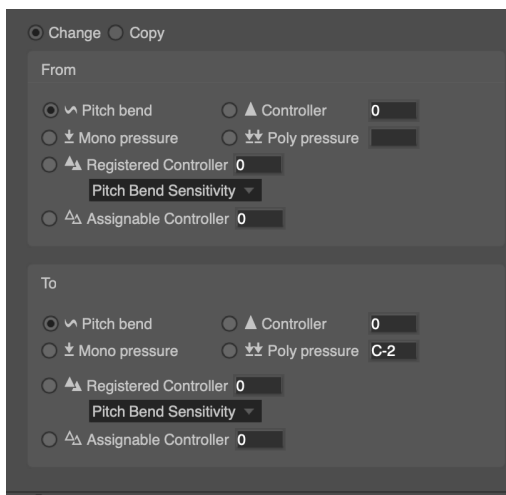 Change Copy
From
Pitch bend Controller 0
Mono pressure Poly pressure
Registered Controller 0
Pitch Bend Sensitivity
Assignable Controller 0
To
Pitch bend Controller 0
Mono pressure Poly pressure C-2
Registered Controller 0
Pitch Bend Sensitivity
Assignable Controller 0